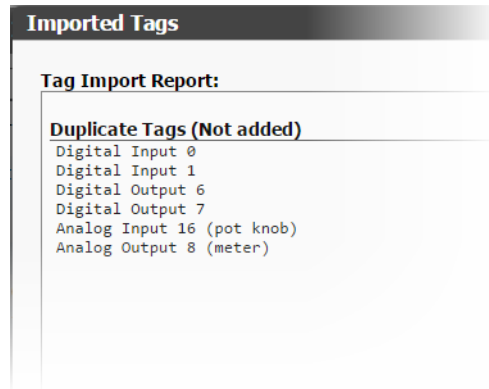 Imported Tags
Tag Import Report:
Duplicate Tags (Not added)
Digital Input 0
Digital Input 1
Digital Output 6
Digital Output 7
Analog Input 16 (pot knob)
Analog Output 8 (meter)